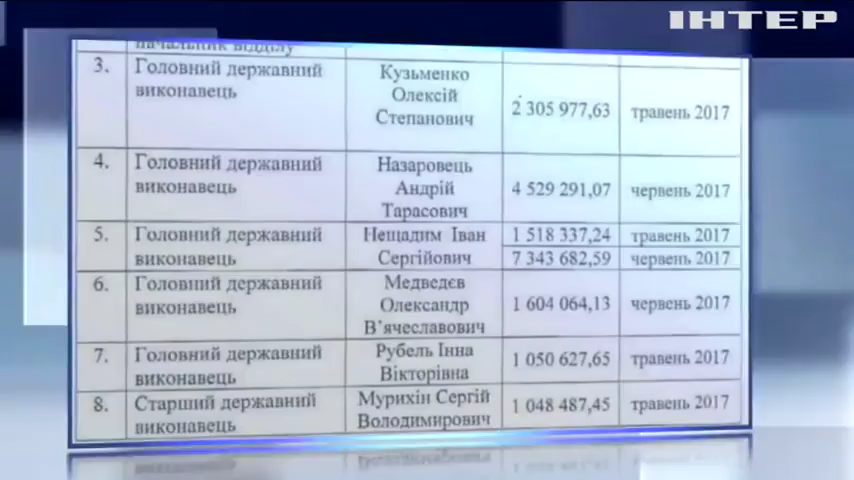 ІНТЕР
начальник відділу
3. Головний державний виконавець Кузьменко Олексій Степанович 2 305 977,63 травень 2017
4. Головний державний виконавець Назаровець Андрій Тарасович 4 529 291,07 червень 2017
5. Головний державний виконавець Нещадим Іван Сергійович 1 518 337,24 травень 2017
7 343 682,59 червень 2017
6. Головний державний виконавець Медведєв Олександр В'ячеславович 1 604 064,13 червень 2017
7. Головний державний виконавець Рубель Інна Вікторівна 1 050 627,65 травень 2017
8. Старший державний виконавець Мурихін Сергій Володимирович 1 048 487,45 травень 2017